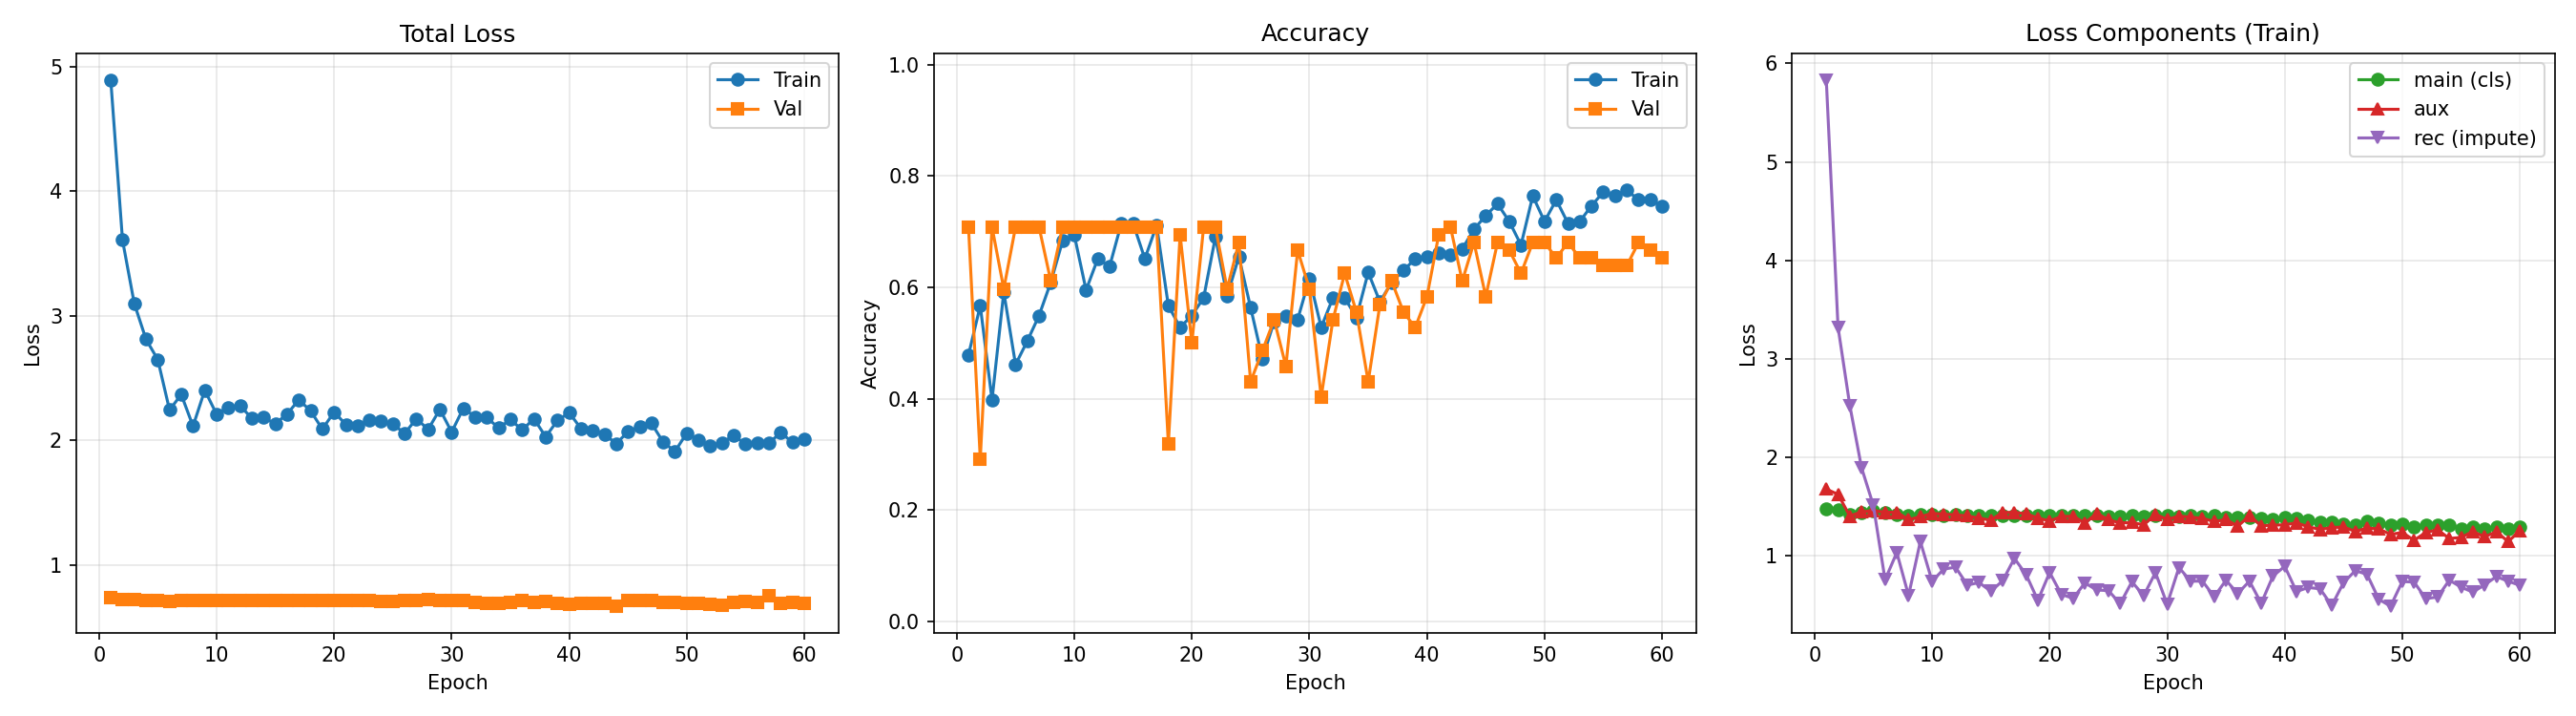 Total Loss
Loss
5
4
3
2
1
0
10
20
30
40
50
60
Epoch
Train
Val
Accuracy
Accuracy
1.0
0.8
0.6
0.4
0.2
0.0
0
10
20
30
40
50
60
Epoch
Train
Val
Loss Components (Train)
Loss
6
5
4
3
2
1
0
10
20
30
40
50
60
Epoch
main (cls)
aux
rec (impute)